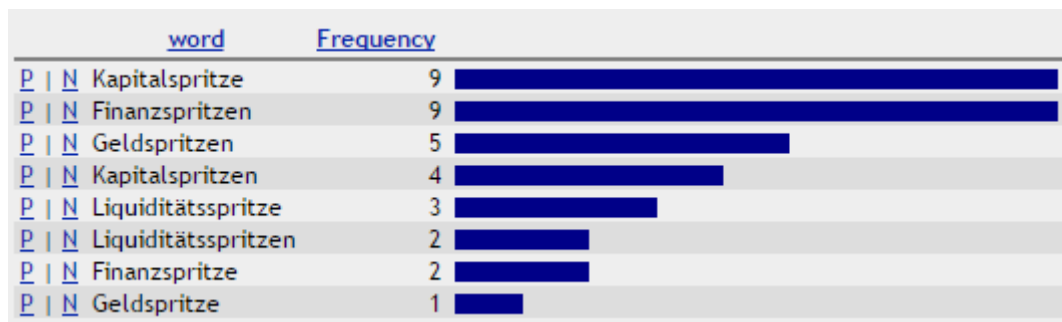 word Frequency
P | N Kapitalspritze 9
P | N Finanzspritzen 9
P | N Geldspritzen 5
P | N Kapitalspritzen 4
P | N Liquiditätsspritze 3
P | N Liquiditätsspritzen 2
P | N Finanzspritze 2
P | N Geldspritze 1